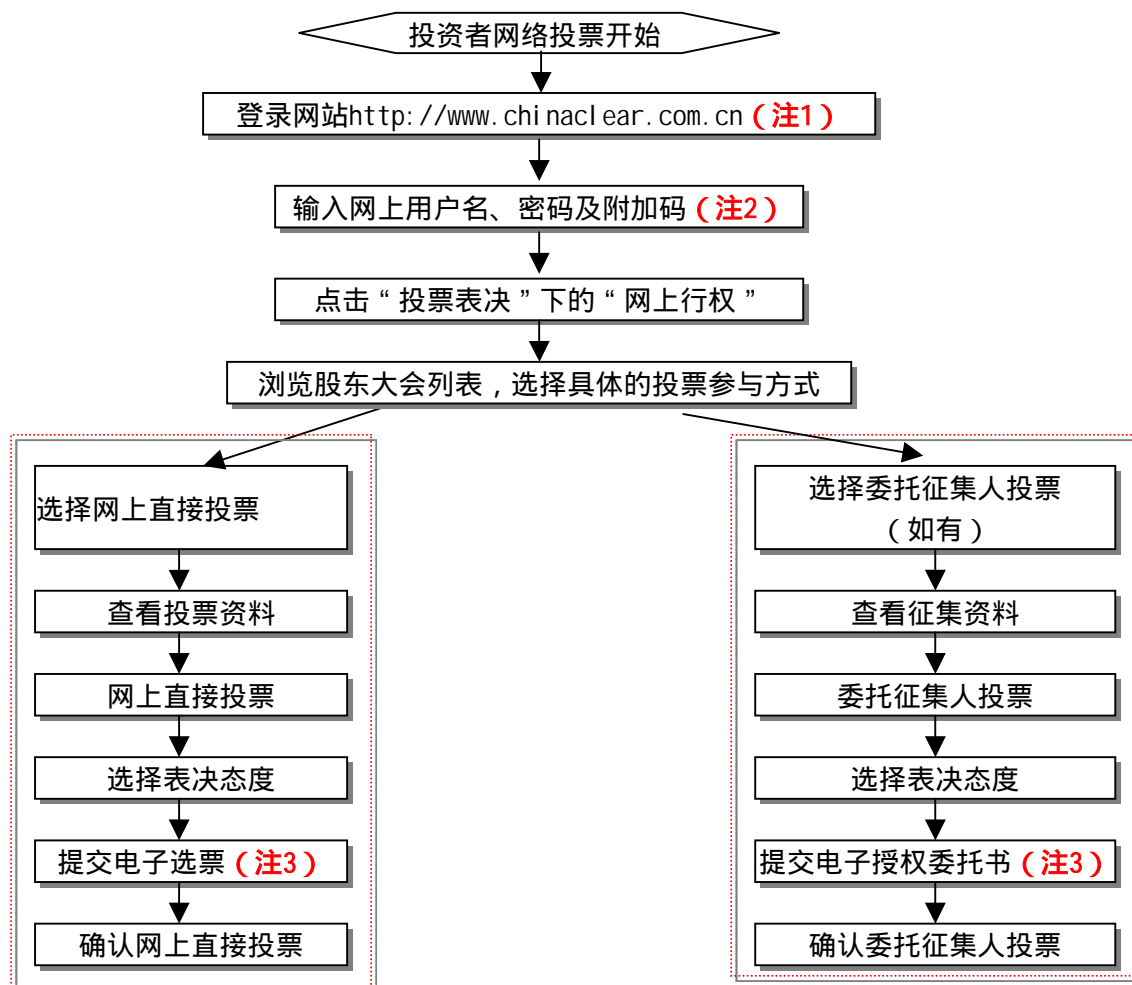 投资者网络投票开始
登录网站http://www.chinaclear.com.cn（注1）
输入网上用户名、密码及附加码（注2）
点击“投票表决”下的“网上行权”
浏览股东大会列表，选择具体的投票参与方式
选择网上直接投票
查看投票资料
网上直接投票
选择表决态度
提交电子选票（注3）
确认网上直接投票
选择委托征集人投票
（如有）
查看征集资料
委托征集人投票
选择表决态度
提交电子授权委托书（注3）
确认委托征集人投票